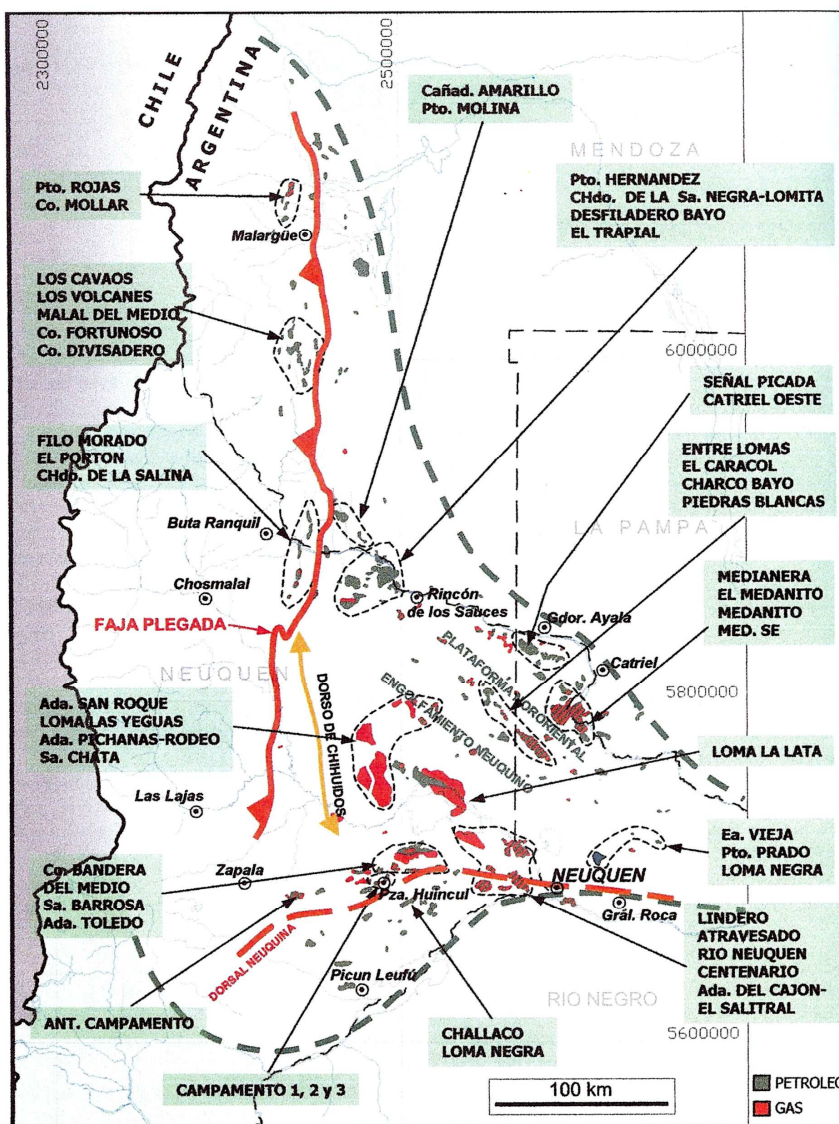 2300000
2500000
CHILE
ARGENTINA
Cañad. AMARILLO
Pto. MOLINA
MENDOZA
Pto. HERNANDEZ
CHdo. DE LA Sa. NEGRA-LOMITA
DESFILADERO BAYO
EL TRAPIAL
Pto. ROJAS
Co. MOLLAR
Malargüe
LOS CAVAOS
LOS VOLCANES
MALAL DEL MEDIO
Co. FORTUNOSO
Co. DIVISADERO
6000000
SEÑAL PICADA
CATRIEL OESTE
FILO MORADO
EL PORTON
CHdo. DE LA SALINA
ENTRE LOMAS
EL CARACOL
CHARCO BAYO
PIEDRAS BLANCAS
Buta Ranquil
LA PAMPA
Chosmalal
Rincón
de los Sauces
MEDIANERA
EL MEDANITO
MEDANITO
MED. SE
FAJA PLEGADA
Gdor. Ayala
Catriel
NEUQUEN
PLATAFORMA NOROMENTAL
ENGOLFAMIENTO NEUQUINO
DORSO DE CHIHUIDOS
5800000
Ada. SAN ROQUE
LOMA LAS YEGUAS
Ada. PICHANAS-RODEO
Sa. CHATA
LOMA LA LATA
Las Lajas
Ea. VIEJA
Pto. PRADO
LOMA NEGRA
Co. BANDERA
DEL MEDIO
Sa. BARROSA
Ada. TOLEDO
Zapala
Pza. Huincul
NEUQUEN
Grál. Roca
DORSAL NEUQUINA
LINDERO
ATRAVESADO
RIO NEUQUEN
CENTENARIO
Ada. DEL CAJON-
EL SALITRAL
Picun Leufú
RIO NEGRO
ANT. CAMPAMENTO
CHALLACO
LOMA NEGRA
5600000
CAMPAMENTO 1, 2 y 3
100 km
PETROLEO
GAS